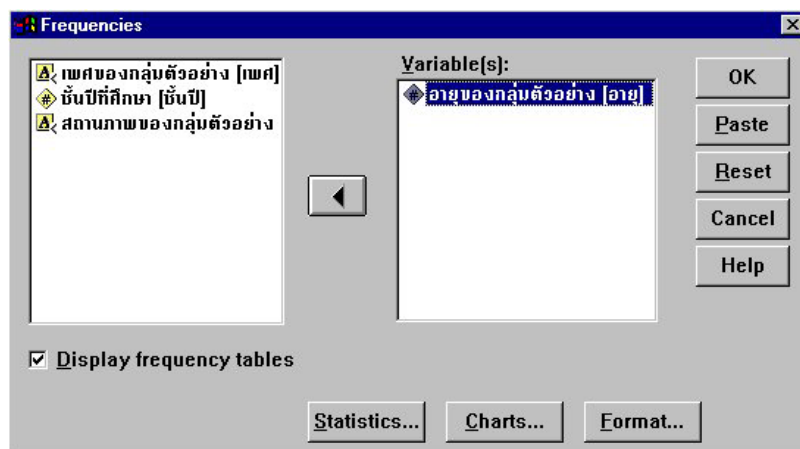 Frequencies
เพศของกลุ่มตัวอย่าง [เพศ]
ชั้นปีที่ศึกษา [ชั้นปี]
สถานภาพของกลุ่มตัวอย่าง
Variable(s):
อายุของกลุ่มตัวอย่าง [อายุ]
OK
Paste
Reset
Cancel
Help
Display frequency tables
Statistics...
Charts...
Format...